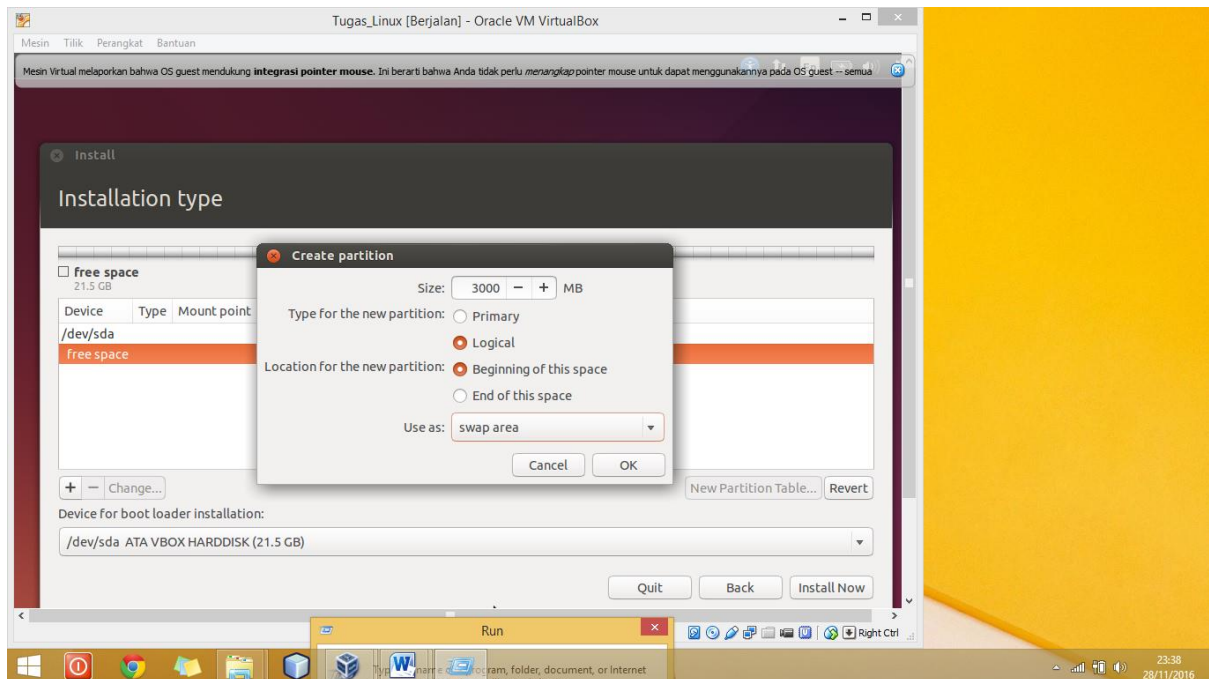 Tugas_Linux [Berjalan] - Oracle VM VirtualBox
Mesin Tilik Perangkat Bantuan
Mesin Virtual melaporkan bahwa OS guest mendukung integrasi pointer mouse. Ini berarti bahwa Anda tidak perlu menangkap pointer mouse untuk dapat menggunakannya pada OS guest -- semua
Install
Installation type
Create partition
free space
21.5 GB
Size: 3000 − + MB
Device Type Mount point
Type for the new partition: Primary
/dev/sda
Logical
free space
Location for the new partition: Beginning of this space
End of this space
Use as: swap area
Cancel OK
+ − Change... New Partition Table... Revert
Device for boot loader installation:
/dev/sda ATA VBOX HARDDISK (21.5 GB)
Quit Back Install Now
Run
Right Ctrl
W
program, folder, document, or Internet
23:38
28/11/2016